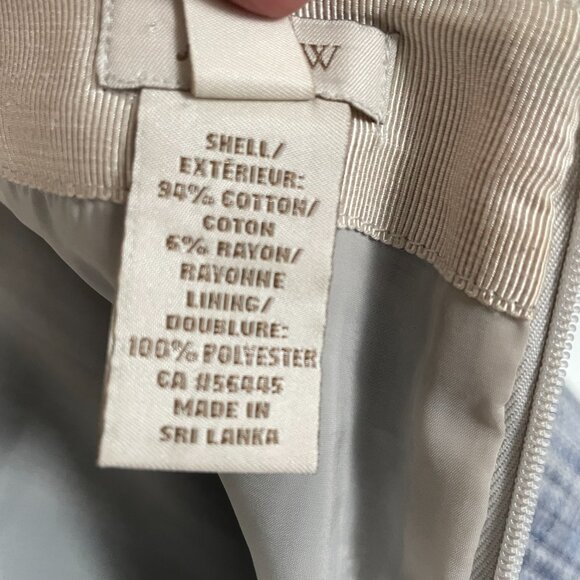 J W
SHELL/
EXTÉRIEUR:
94% COTTON/
COTON
6% RAYON/
RAYONNE
LINING/
DOUBLURE:
100% POLYESTER
CA #56445
MADE IN
SRI LANKA